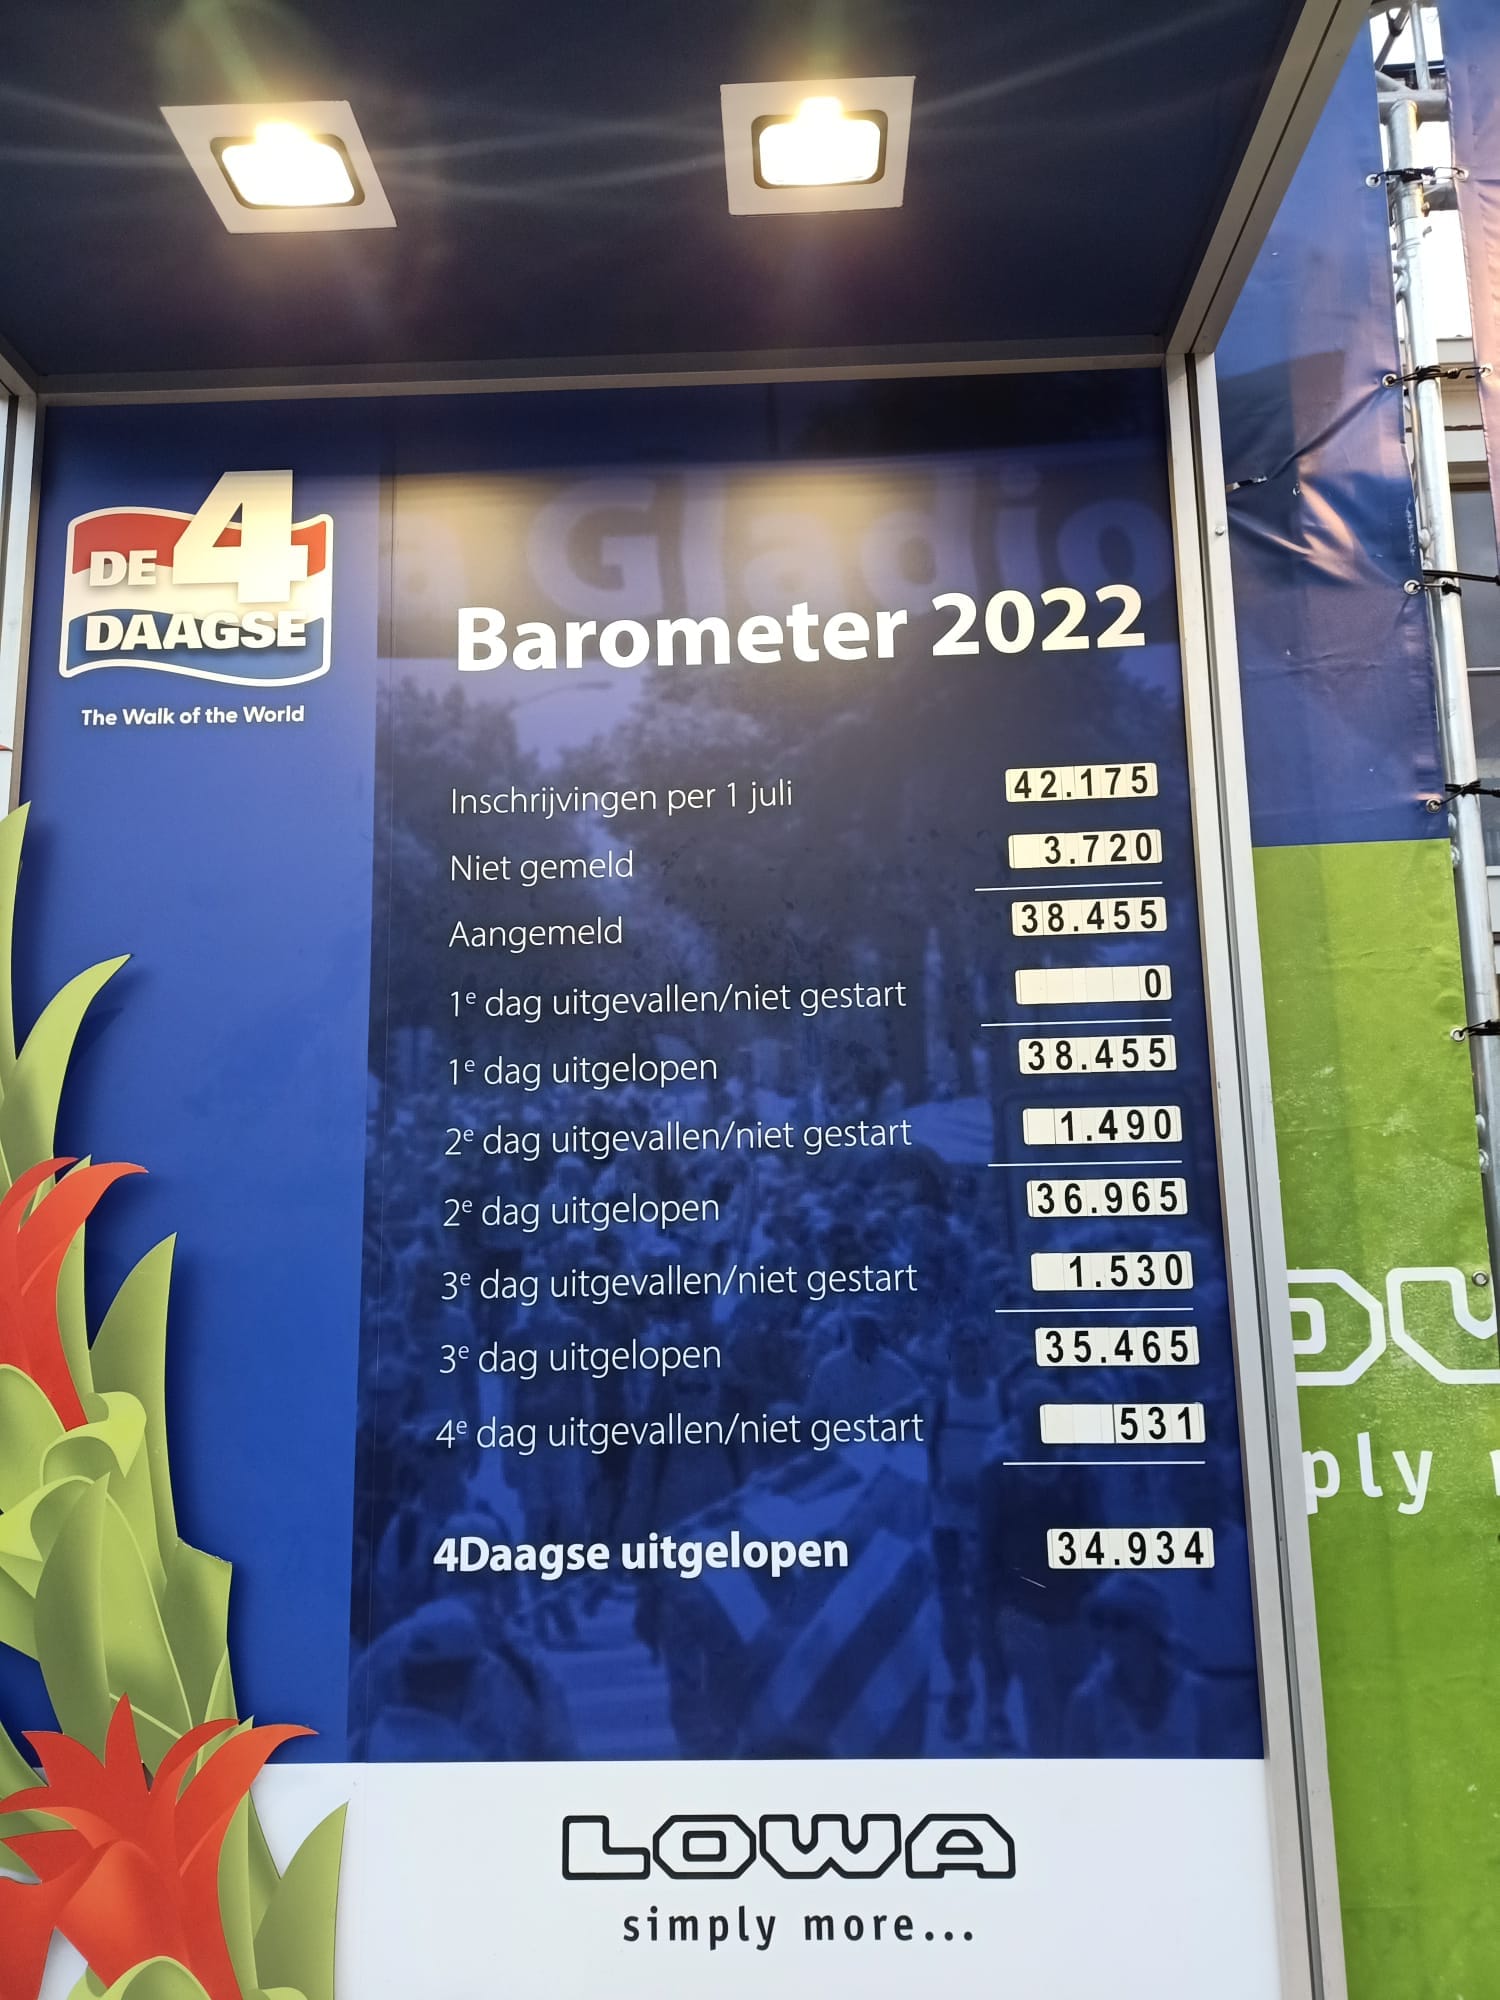 a Gladio
DE 4
DAAGSE
The Walk of the World
Barometer 2022
Inschrijvingen per 1 juli 42.175
Niet gemeld 3.720
Aangemeld 38.455
1e dag uitgevallen/niet gestart 0
1e dag uitgelopen 38.455
2e dag uitgevallen/niet gestart 1.490
2e dag uitgelopen 36.965
3e dag uitgevallen/niet gestart 1.530
3e dag uitgelopen 35.465
4e dag uitgevallen/niet gestart 531
4Daagse uitgelopen 34.934
LOWA
simply more...
ply